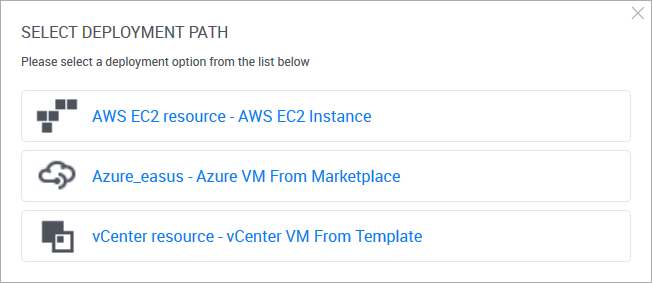 SELECT DEPLOYMENT PATH
Please select a deployment option from the list below
AWS EC2 resource - AWS EC2 Instance
Azure_easus - Azure VM From Marketplace
vCenter resource - vCenter VM From Template